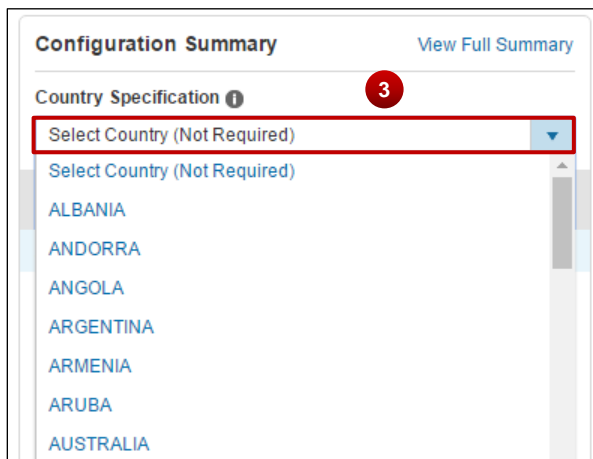 Configuration Summary View Full Summary
Country Specification
3
Select Country (Not Required)
Select Country (Not Required)
ALBANIA
ANDORRA
ANGOLA
ARGENTINA
ARMENIA
ARUBA
AUSTRALIA